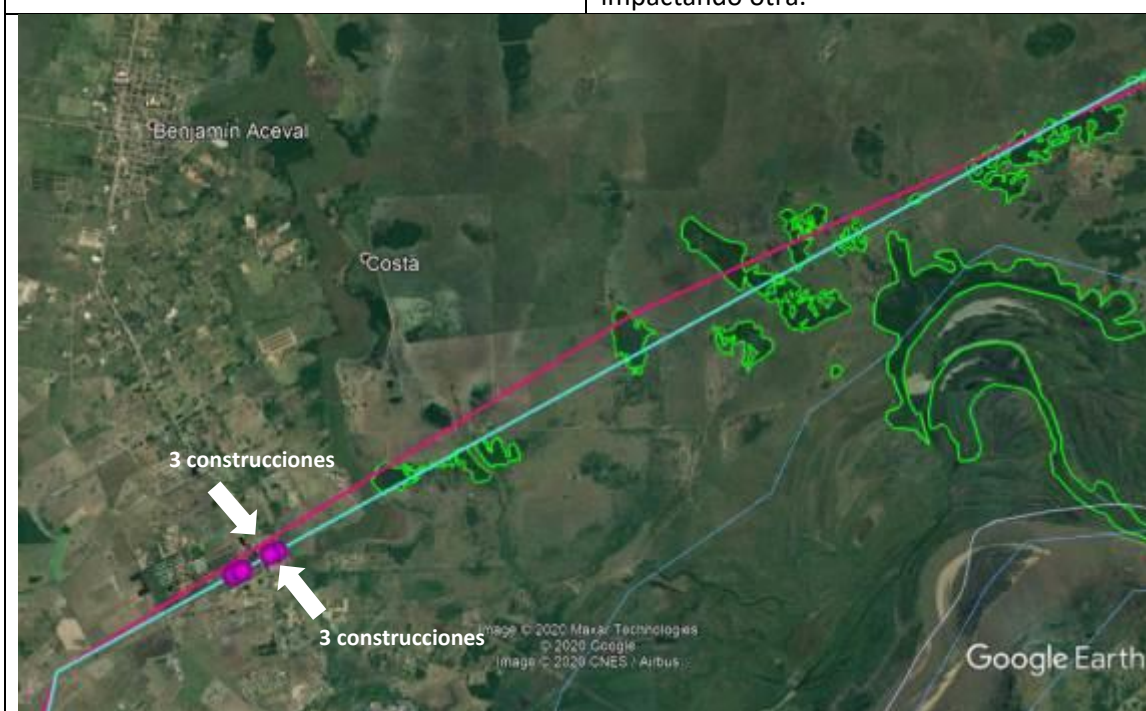 impactando otra.
Benjamín Aceval
Costa
3 construcciones
3 construcciones
Image © 2020 Maxar Technologies
© 2020 Google
Image © 2020 CNES / Airbus
Google Earth